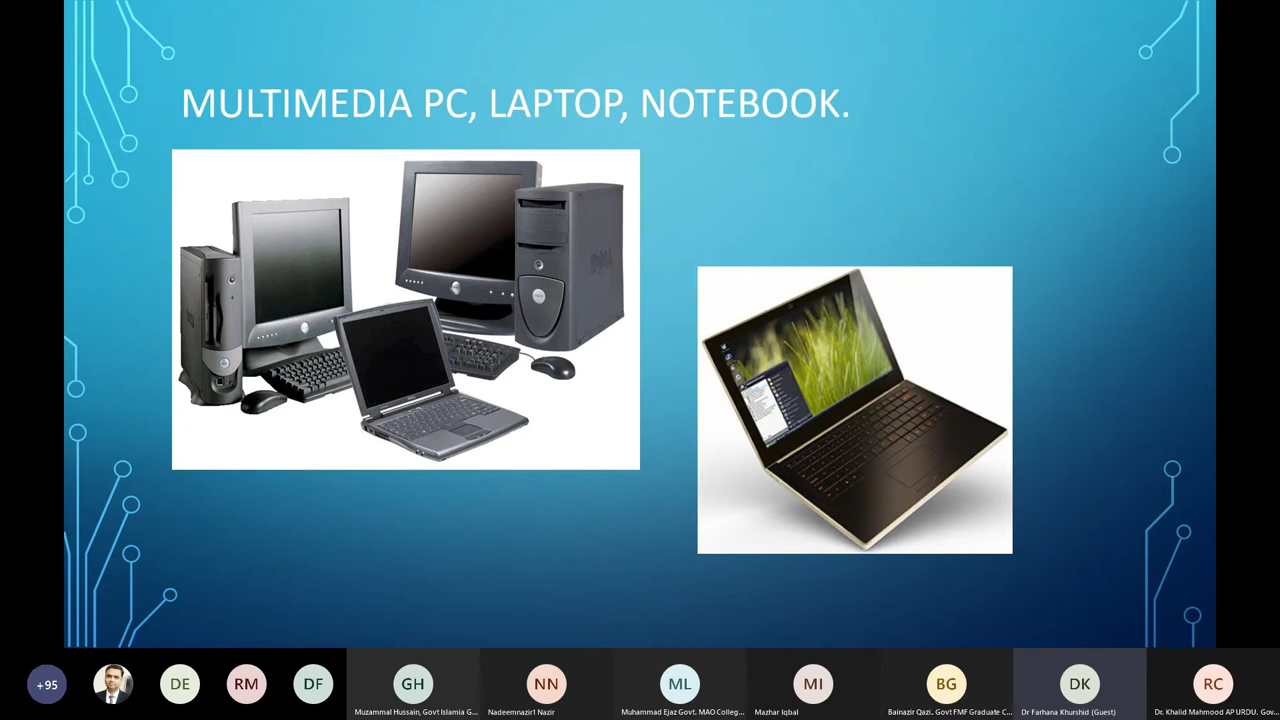 MULTIMEDIA PC, LAPTOP, NOTEBOOK.
DELL
+95
DE
RM
DF
GH
NN
ML
MI
BG
DK
RC
Muzammal Hussain, Govt Islamia G...
Nadeemnazir1 Nazir
Muhammad Ejaz Govt. MAO Colleg...
Mazhar Iqbal
Bainazir Qazi. Govt FMF Graduate C...
Dr Farhana Khurshid (Guest)
Dr. Khalid Mahmood AP URDU. Gov...